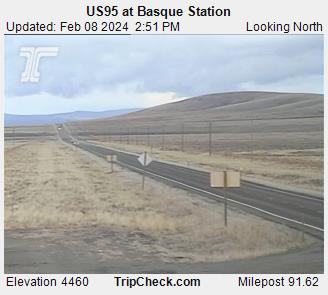 US95 at Basque Station
Updated: Feb 08 2024 2:51 PM Looking North
Elevation 4460 TripCheck.com Milepost 91.62